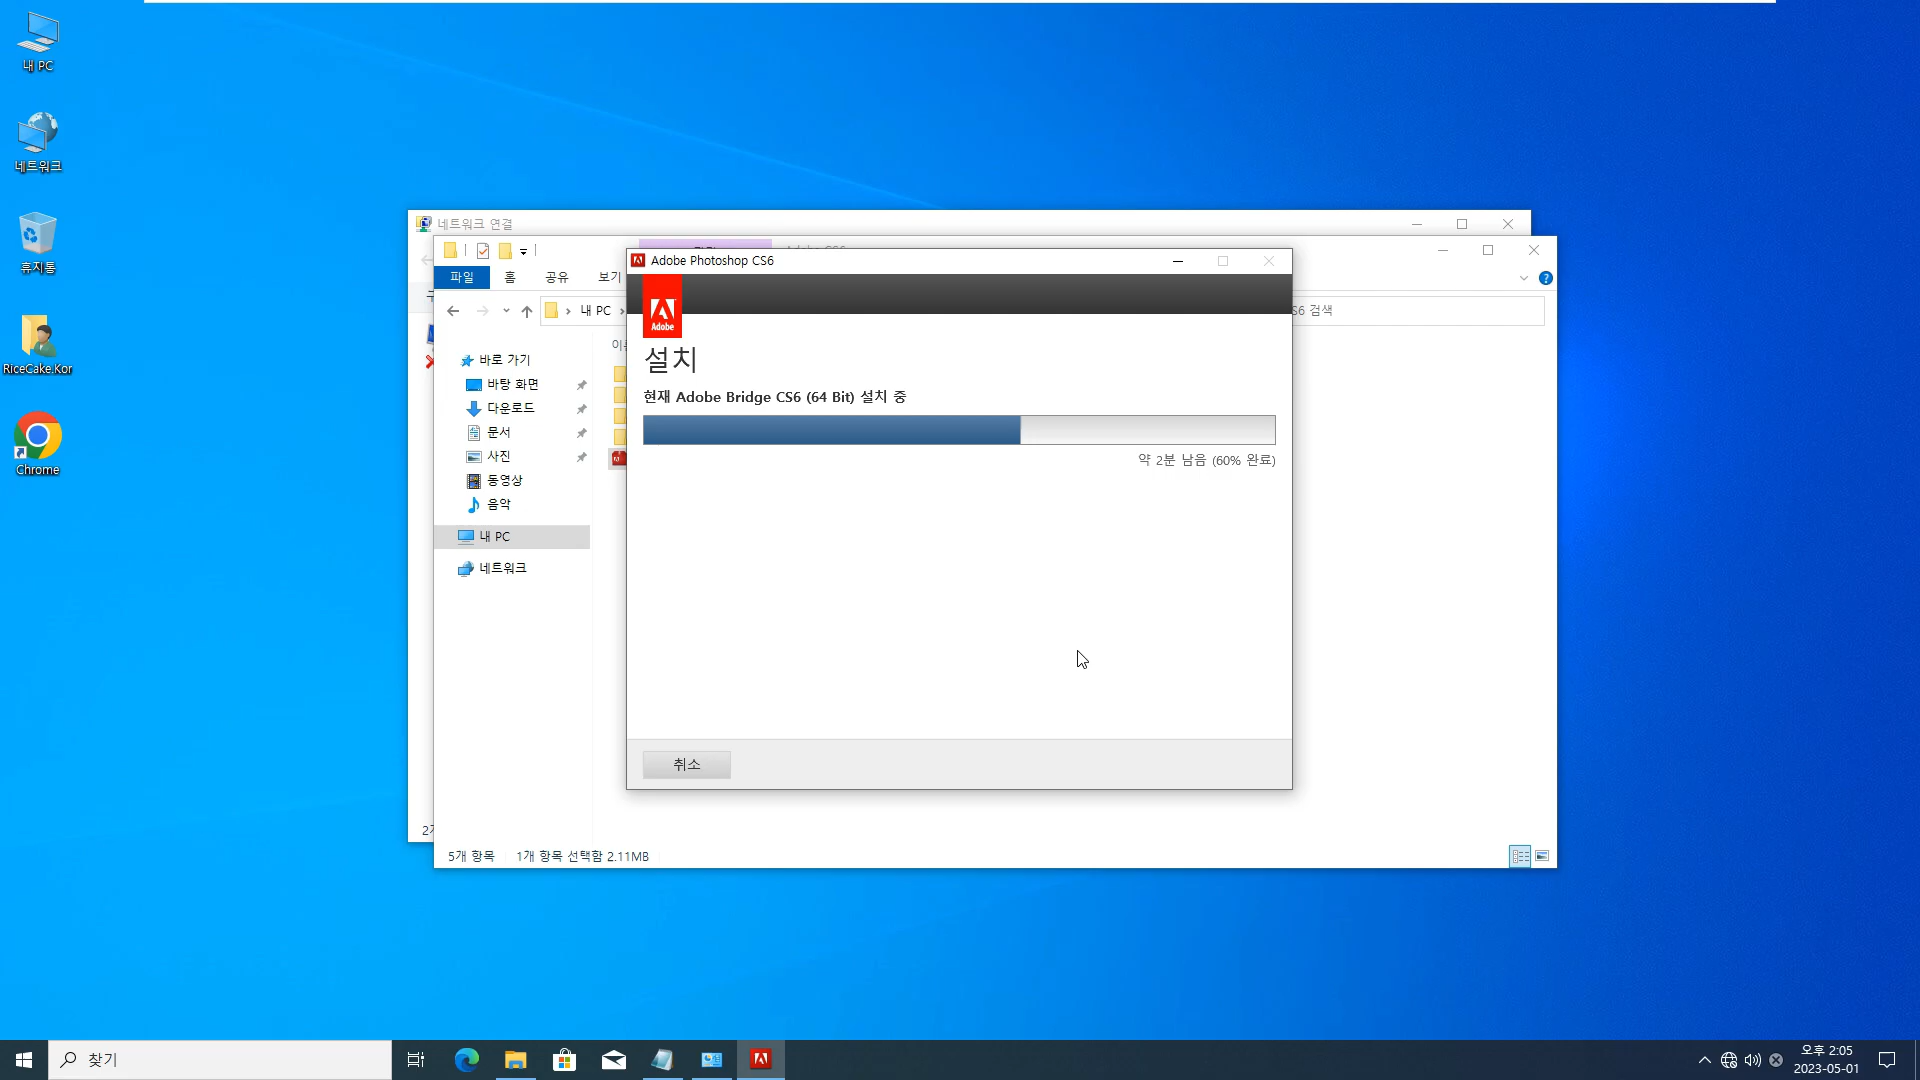 내 PC
네트워크
휴지통
RiceCake.Kor
Chrome
네트워크 연결
파일
홈
공유
보기
내 PC
S6 검색
바로 가기
바탕 화면
다운로드
문서
사진
동영상
음악
내 PC
네트워크
5개 항목
1개 항목 선택함 2.11MB
Adobe Photoshop CS6
Adobe
설치
현재 Adobe Bridge CS6 (64 Bit) 설치 중
약 2분 남음 (60% 완료)
취소
찾기
오후 2:05
2023-05-01